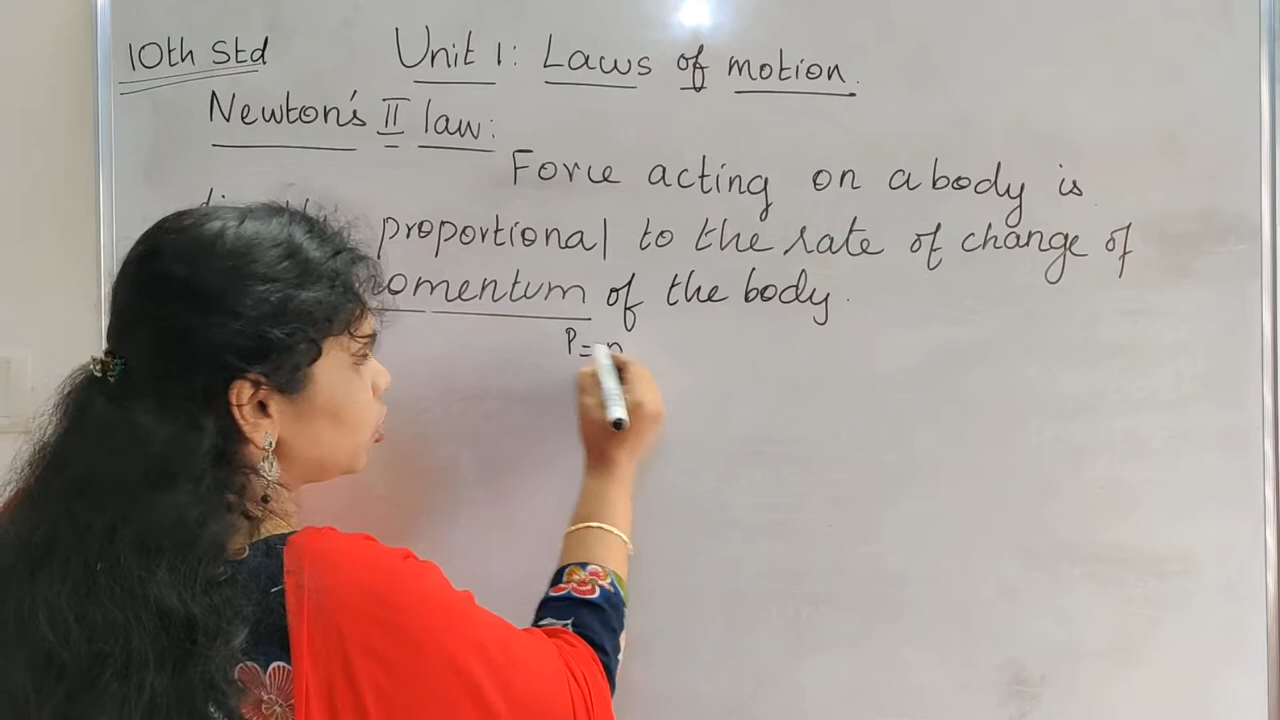 10th Std
Unit 1: Laws of motion.
Newton's II law:
Force acting on a body is
proportional to the rate of change of
momentum of the body.
P =